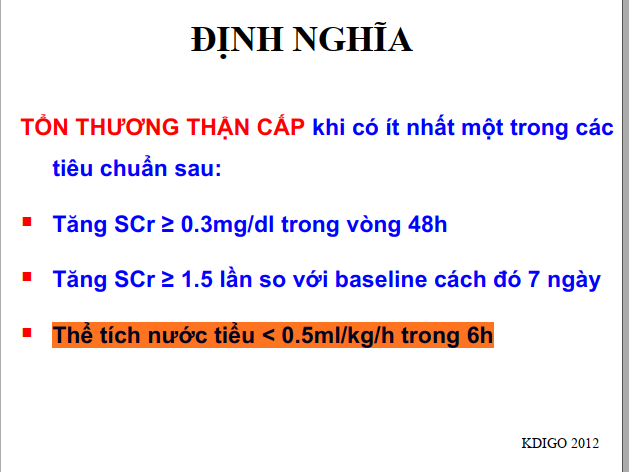 ĐỊNH NGHĨA
TỔN THƯƠNG THẬN CẤP khi có ít nhất một trong các
tiêu chuẩn sau:
▪ Tăng SCr ≥ 0.3mg/dl trong vòng 48h
▪ Tăng SCr ≥ 1.5 lần so với baseline cách đó 7 ngày
▪ Thể tích nước tiểu < 0.5ml/kg/h trong 6h
KDIGO 2012